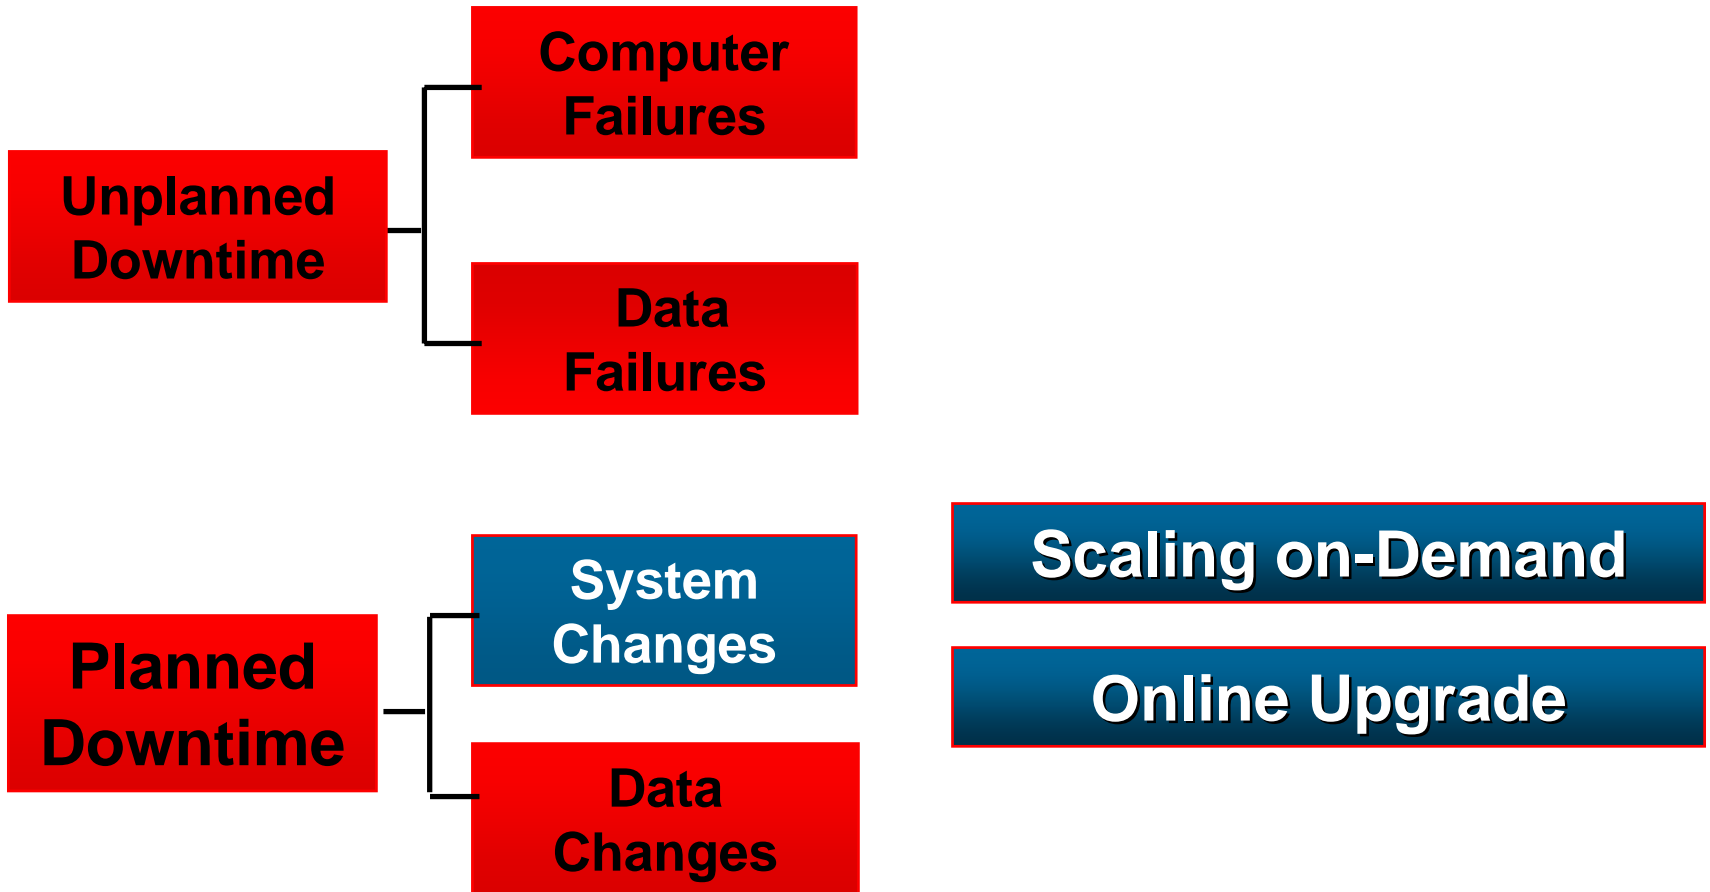 Computer
Failures
Unplanned
Downtime
Data
Failures
System
Changes
Scaling on-Demand
Planned
Downtime
Online Upgrade
Data
Changes